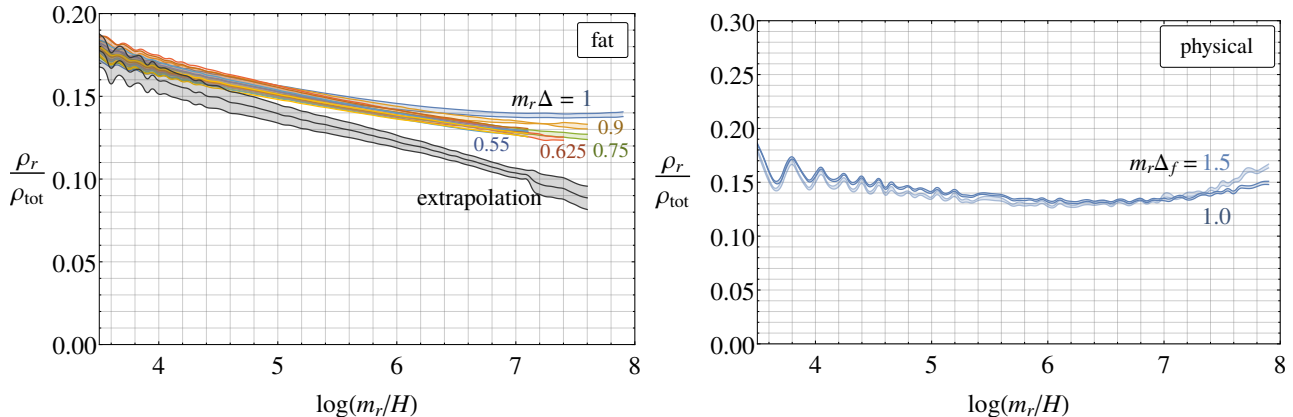 0.20
0.15
0.10
0.05
0.00
ρ_r
ρ_tot
fat
m_rΔ = 1
0.9
0.55
0.625
0.75
extrapolation
4 5 6 7 8
log(m_r/H)
0.30
0.25
0.20
0.15
0.10
0.05
0.00
ρ_r
ρ_tot
physical
m_rΔ_f = 1.5
1.0
4 5 6 7 8
log(m_r/H)